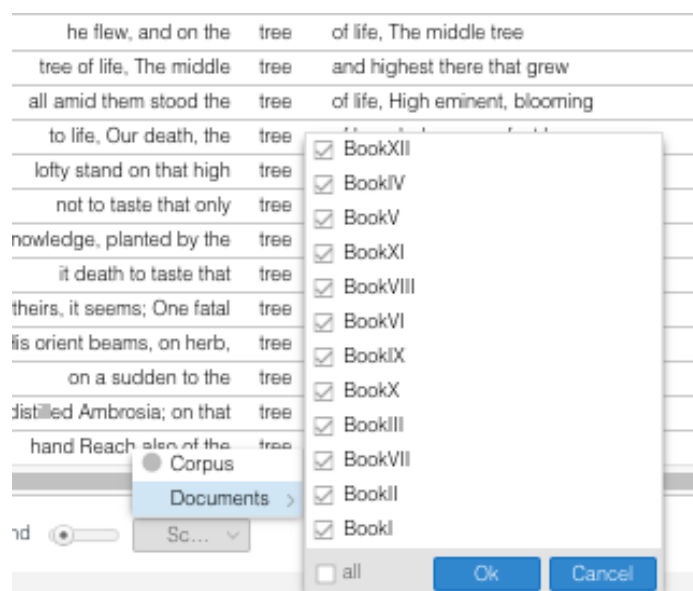 he flew, and on the tree of life, The middle tree
tree of life, The middle tree and highest there that grew
all amid them stood the tree of life, High eminent, blooming
to life, Our death, the tree
lofty stand on that high tree
not to taste that only tree
nowledge, planted by the tree
it death to taste that tree
theirs, it seems; One fatal tree
His orient beams, on herb, tree
on a sudden to the tree
distilled Ambrosia; on that tree
hand Reach also of the tree
BookXII
BookIV
BookV
BookXI
BookVIII
BookVI
BookIX
BookX
BookIII
BookVII
BookII
BookI
all Ok Cancel
Corpus
Documents
nd Sc...